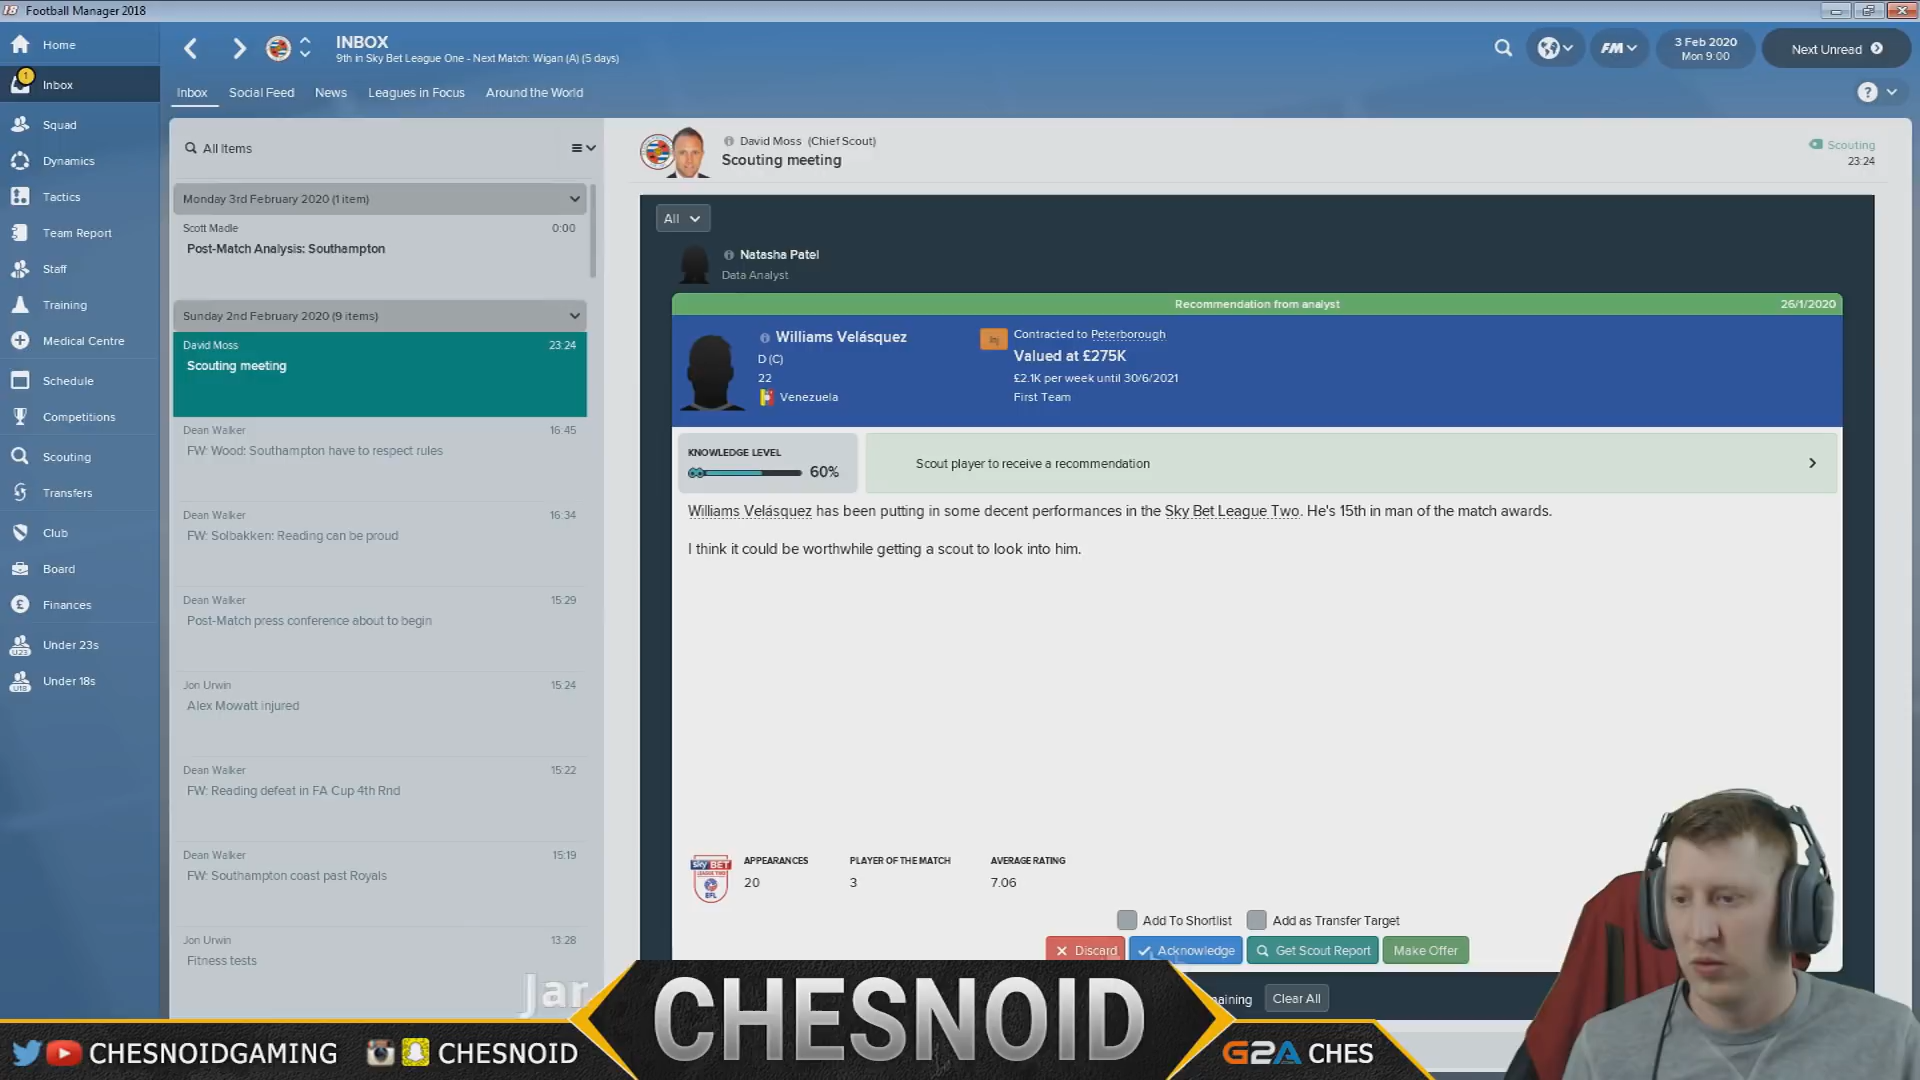 18 Football Manager 2018
Home
1
Inbox
Squad
Dynamics
Tactics
Team Report
Staff
Training
Medical Centre
Schedule
Competitions
Scouting
Transfers
Club
Board
Finances
U23 Under 23s
U18 Under 18s
INBOX
9th in Sky Bet League One - Next Match: Wigan (A) (5 days)
FM
3 Feb 2020
Mon 9:00
Next Unread
Inbox Social Feed News Leagues in Focus Around the World
?
All Items
Monday 3rd February 2020 (1 item)
Scott Madle 0:00
Post-Match Analysis: Southampton
Sunday 2nd February 2020 (9 items)
David Moss 23:24
Scouting meeting
Dean Walker 16:45
FW: Wood: Southampton have to respect rules
Dean Walker 16:34
FW: Solbakken: Reading can be proud
Dean Walker 15:29
Post-Match press conference about to begin
Jon Urwin 15:24
Alex Mowatt injured
Dean Walker 15:22
FW: Reading defeat in FA Cup 4th Rnd
Dean Walker 15:19
FW: Southampton coast past Royals
Jon Urwin 13:28
Fitness tests
David Moss (Chief Scout)
Scouting meeting
Scouting
23:24
All
Natasha Patel
Data Analyst
Recommendation from analyst 26/1/2020
Williams Velásquez
D (C)
22
Venezuela
Inj
Contracted to Peterborough
Valued at £275K
£2.1K per week until 30/6/2021
First Team
KNOWLEDGE LEVEL
60%
Scout player to receive a recommendation
Williams Velásquez has been putting in some decent performances in the Sky Bet League Two. He's 15th in man of the match awards.
I think it could be worthwhile getting a scout to look into him.
sky BET
LEAGUE TWO
EFL
APPEARANCES PLAYER OF THE MATCH AVERAGE RATING
20 3 7.06
Add To Shortlist Add as Transfer Target
Discard Acknowledge Get Scout Report Make Offer
aining Clear All
Jar
CHESNOID
CHESNOIDGAMING CHESNOID
G2A CHES